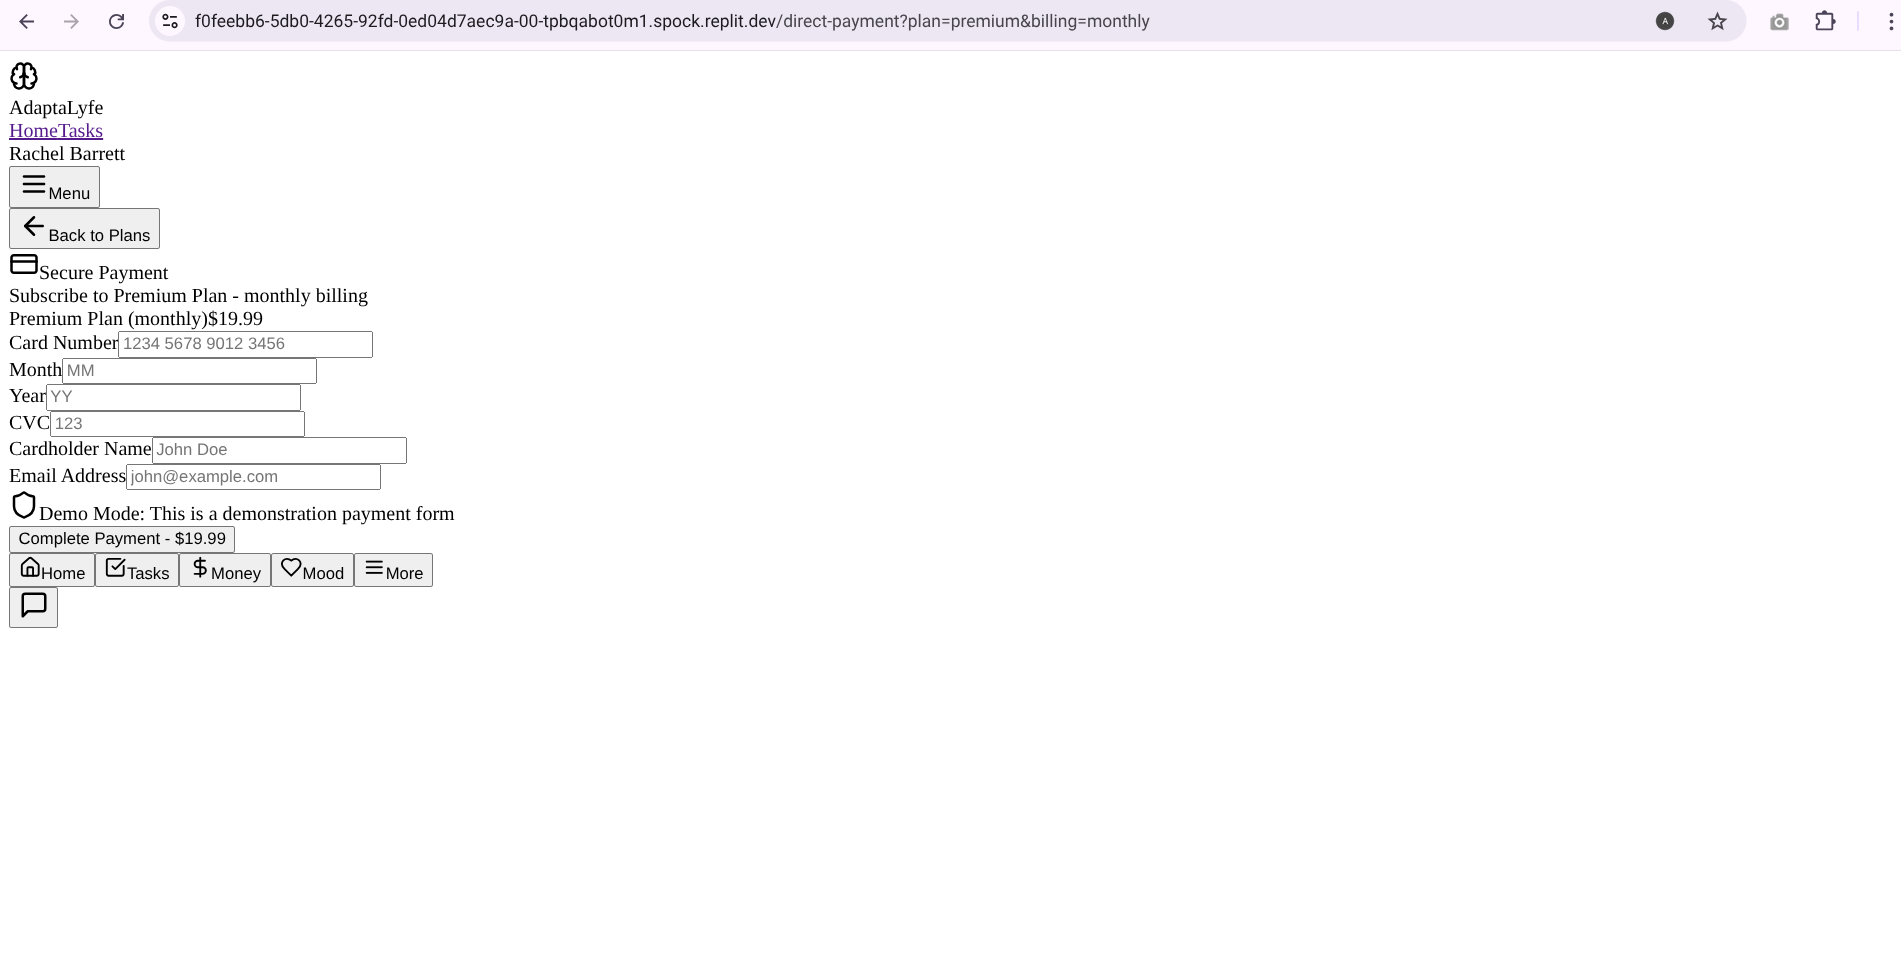 f0feebb6-5db0-4265-92fd-0ed04d7aec9a-00-tpbqabot0m1.spock.replit.dev/direct-payment?plan=premium&billing=monthly
A
AdaptaLyfe
HomeTasks
Rachel Barrett
Menu
Back to Plans
Secure Payment
Subscribe to Premium Plan - monthly billing
Premium Plan (monthly)$19.99
Card Number 1234 5678 9012 3456
Month MM
Year YY
CVC 123
Cardholder Name John Doe
Email Address john@example.com
Demo Mode: This is a demonstration payment form
Complete Payment - $19.99
Home Tasks $ Money Mood More